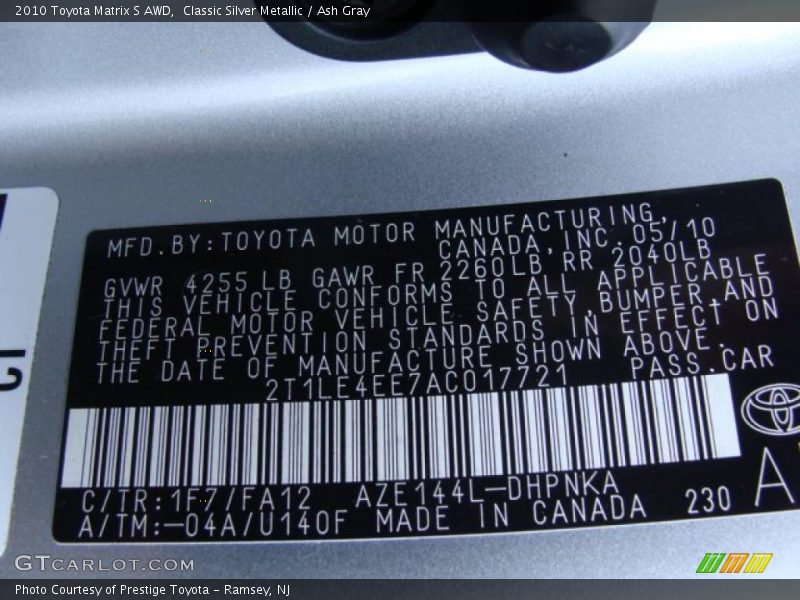 2010 Toyota Matrix S AWD,  Classic Silver Metallic / Ash Gray
MFD.BY:TOYOTA MOTOR MANUFACTURING,
CANADA,INC.05/10
GVWR 4255 LB GAWR FR 2260LB RR 2040LB
THIS VEHICLE CONFORMS TO ALL APPLICABLE
FEDERAL MOTOR VEHICLE SAFETY,BUMPER,AND
THEFT PREVENTION STANDARDS IN EFFECT ON
THE DATE OF MANUFACTURE SHOWN ABOVE.
2T1LE4EE7AC017721 PASS.CAR
C/TR:1F7/FA12 AZE144L-DHPNKA
A/TM:-04A/U140F MADE IN CANADA 230
A
GTCARLOT.COM
Photo Courtesy of Prestige Toyota - Ramsey, NJ